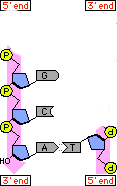 5' end 3' end
P
G
P
C
P
A T P
HO P
5' end 3' end